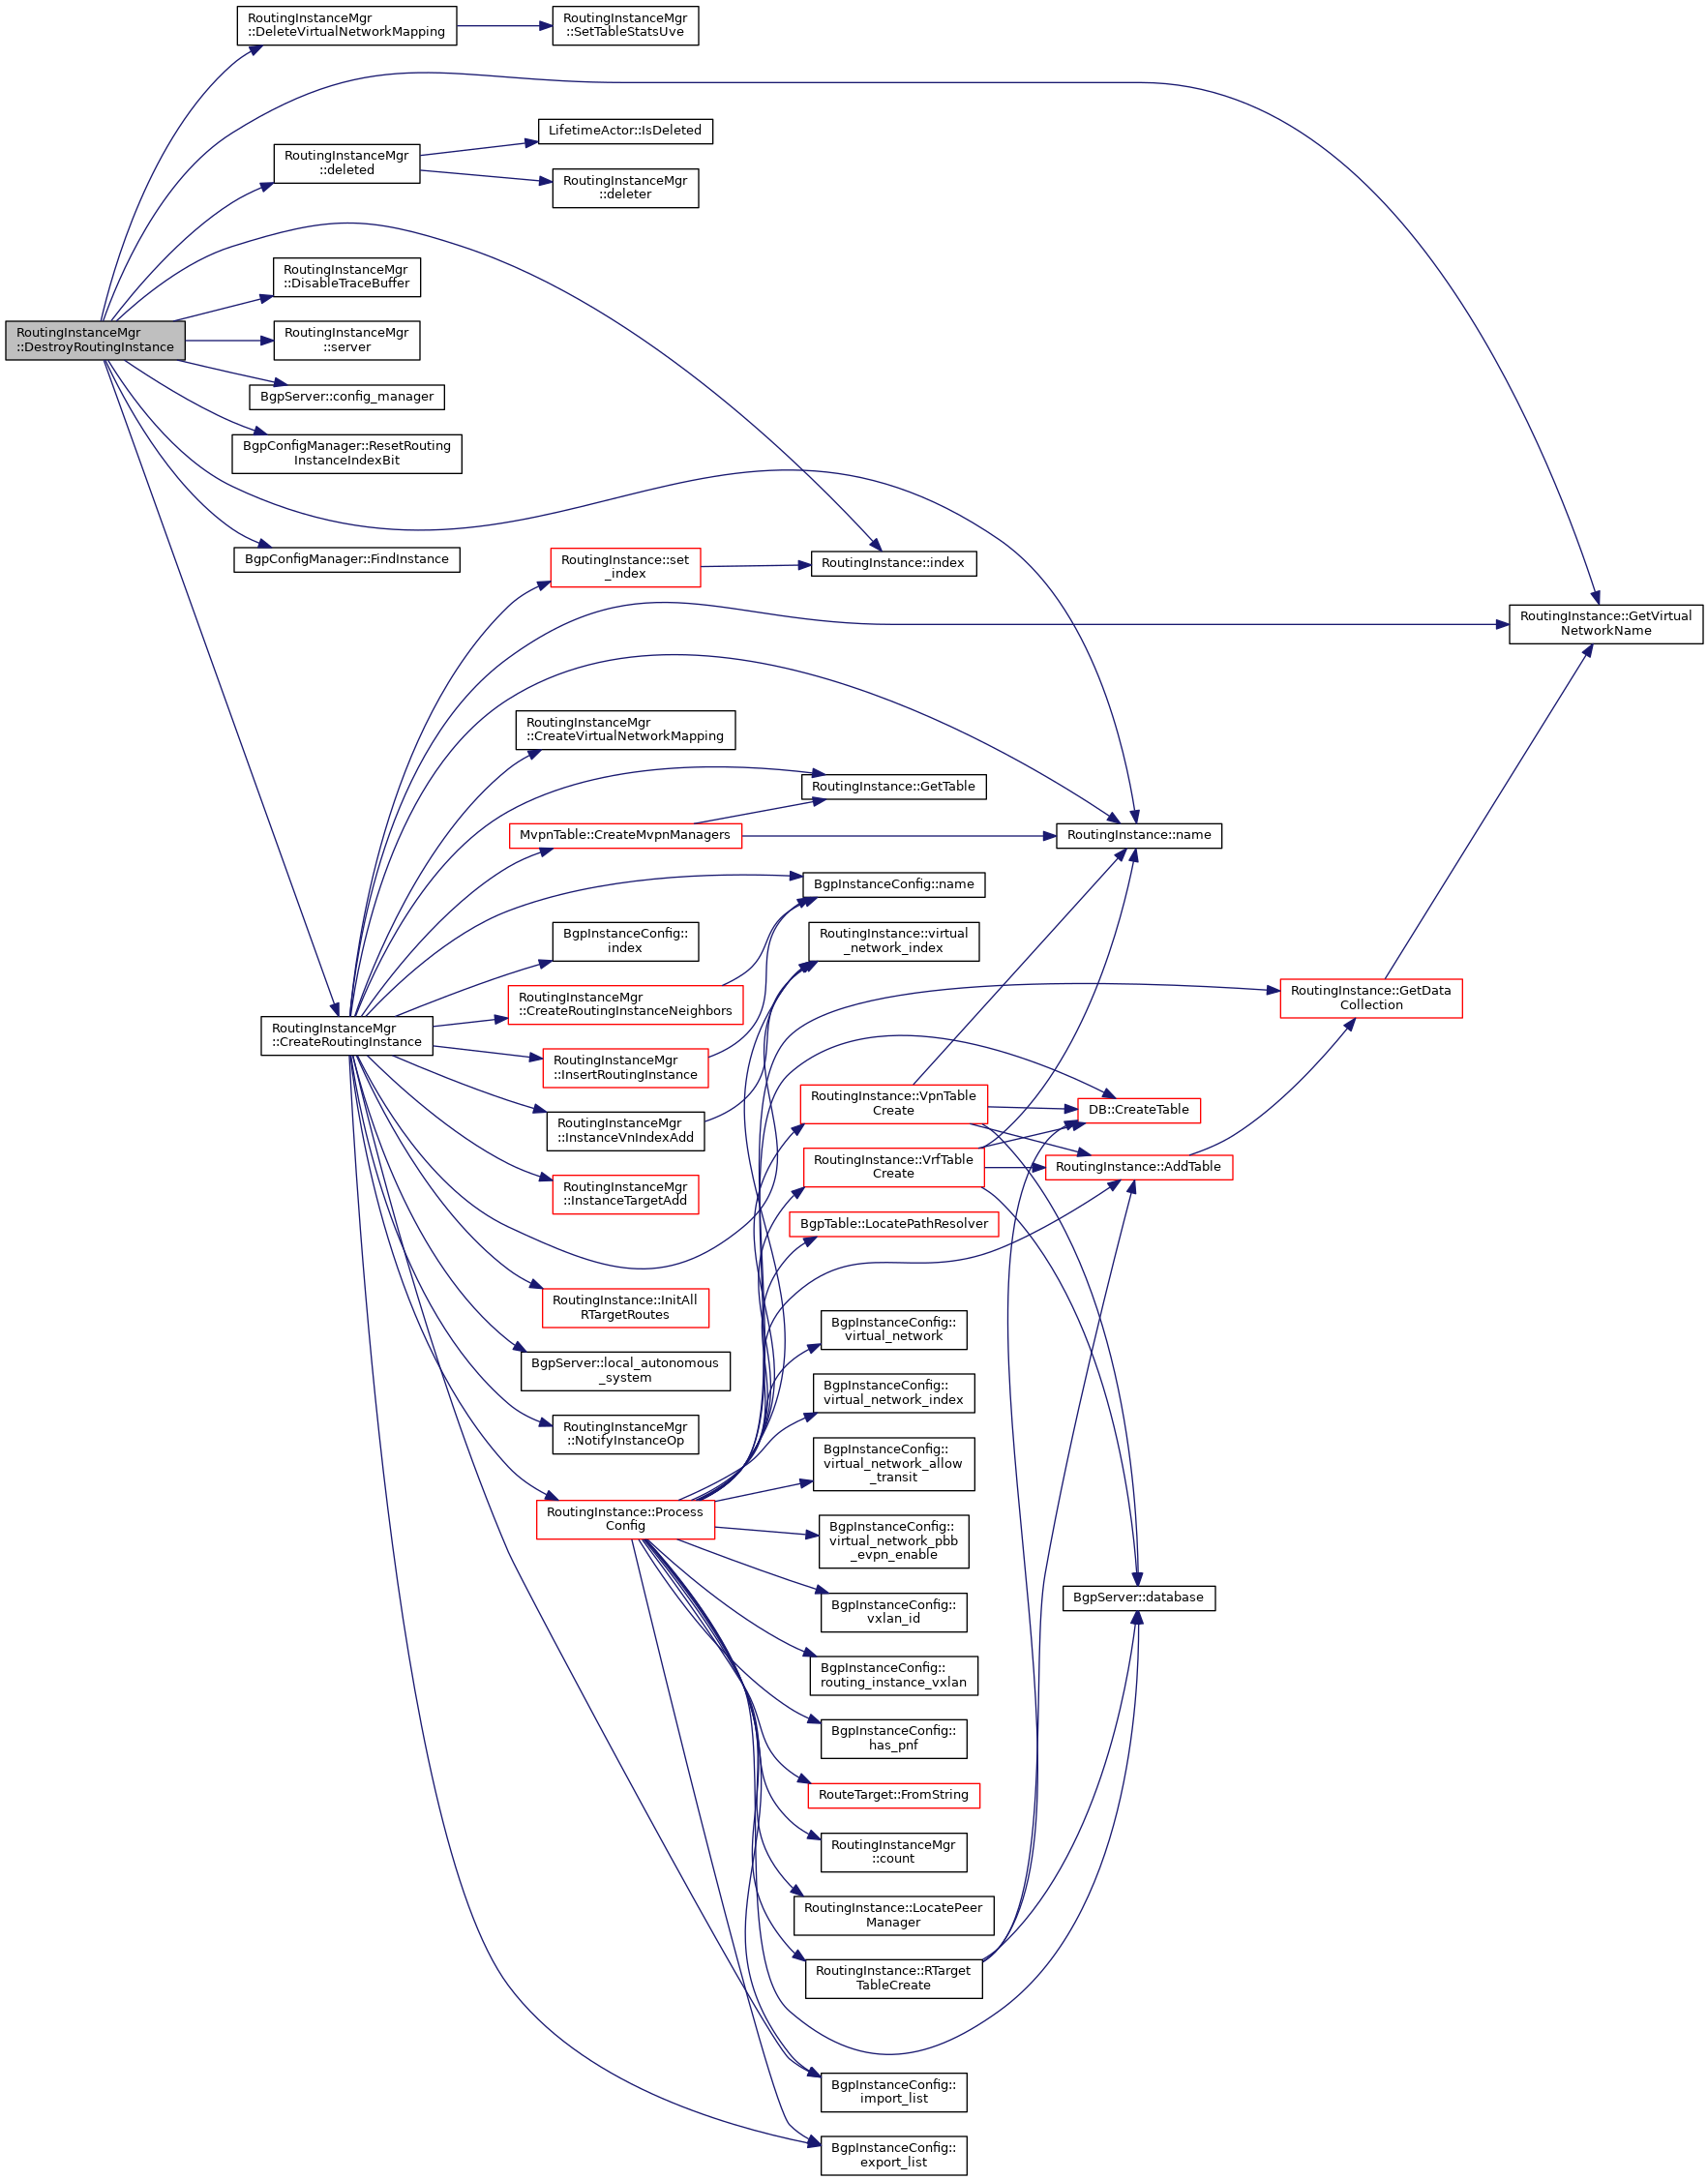 RoutingInstanceMgr
::DestroyRoutingInstance
RoutingInstanceMgr
::DeleteVirtualNetworkMapping
RoutingInstanceMgr
::SetTableStatsUve
RoutingInstanceMgr
::deleted
LifetimeActor::IsDeleted
RoutingInstanceMgr
::deleter
RoutingInstanceMgr
::DisableTraceBuffer
RoutingInstanceMgr
::server
BgpServer::config_manager
BgpConfigManager::ResetRouting
InstanceIndexBit
BgpConfigManager::FindInstance
RoutingInstanceMgr
::CreateRoutingInstance
RoutingInstance::set
_index
RoutingInstance::index
RoutingInstance::GetVirtual
NetworkName
RoutingInstanceMgr
::CreateVirtualNetworkMapping
RoutingInstance::GetTable
MvpnTable::CreateMvpnManagers
RoutingInstance::name
BgpInstanceConfig::name
BgpInstanceConfig::
index
RoutingInstance::virtual
_network_index
RoutingInstanceMgr
::CreateRoutingInstanceNeighbors
RoutingInstance::GetData
Collection
RoutingInstanceMgr
::InsertRoutingInstance
RoutingInstanceMgr
::InstanceVnIndexAdd
RoutingInstance::VpnTable
Create
DB::CreateTable
RoutingInstance::VrfTable
Create
RoutingInstance::AddTable
RoutingInstanceMgr
::InstanceTargetAdd
BgpTable::LocatePathResolver
RoutingInstance::InitAll
RTargetRoutes
BgpInstanceConfig::
virtual_network
BgpServer::local_autonomous
_system
BgpInstanceConfig::
virtual_network_index
RoutingInstanceMgr
::NotifyInstanceOp
BgpInstanceConfig::
virtual_network_allow
_transit
RoutingInstance::Process
Config
BgpInstanceConfig::
virtual_network_pbb
_evpn_enable
BgpInstanceConfig::
vxlan_id
BgpServer::database
BgpInstanceConfig::
routing_instance_vxlan
BgpInstanceConfig::
has_pnf
RouteTarget::FromString
RoutingInstanceMgr
::count
RoutingInstance::LocatePeer
Manager
RoutingInstance::RTarget
TableCreate
BgpInstanceConfig::
import_list
BgpInstanceConfig::
export_list